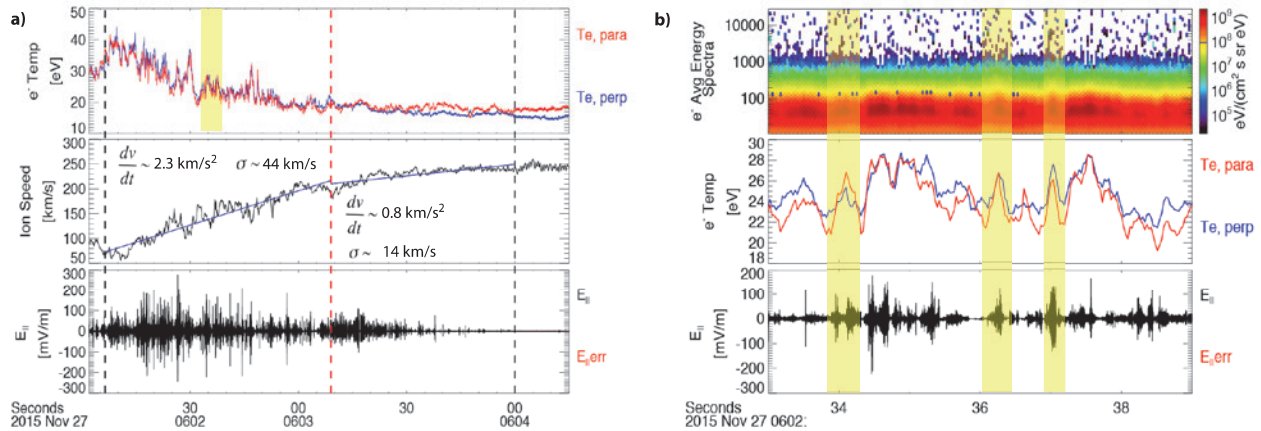 a)
e⁻ Temp
[eV]
50
40
30
20
10
Te, para
Te, perp
Ion Speed
[km/s]
300
250
200
150
100
50
dv/dt ~ 2.3 km/s² σ ~ 44 km/s
dv/dt ~ 0.8 km/s²
σ ~ 14 km/s
E||
[mV/m]
300
200
100
0
-100
-200
-300
E||
E||err
Seconds
2015 Nov 27
30
0602
00
0603
30
00
0604
b)
e⁻ Avg Energy
Spectra
10000
1000
100
10⁹
10⁸
10⁷
10⁶
10⁵
eV/(cm² s sr eV)
e⁻ Temp
[eV]
30
28
26
24
22
20
18
Te, para
Te, perp
E||
[mV/m]
300
200
100
0
-100
-200
-300
E||
E||err
Seconds
2015 Nov 27 0602:
34
36
38